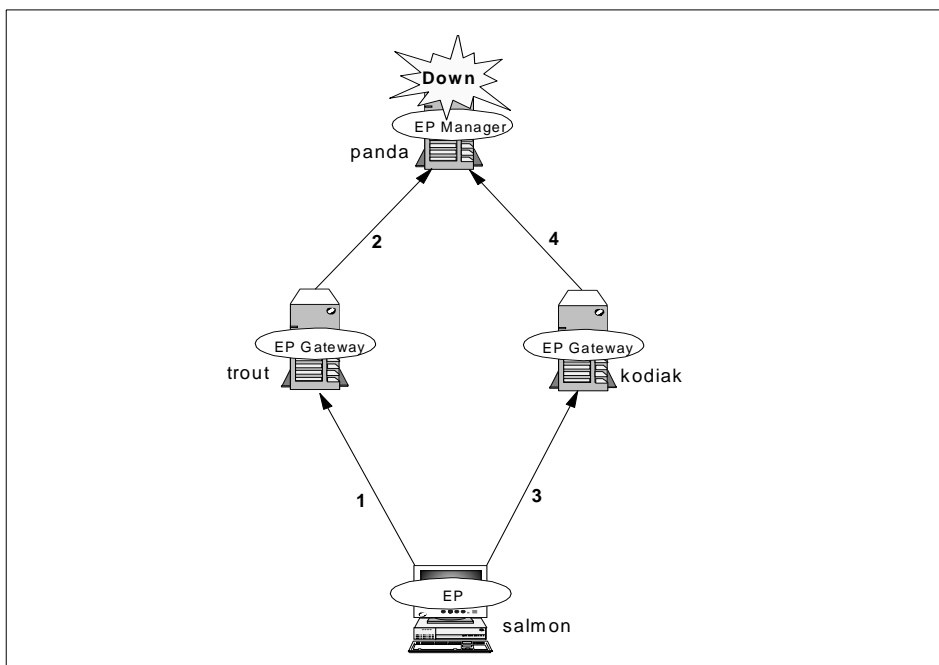 Down
EP Manager
panda
2
4
EP Gateway
EP Gateway
trout
kodiak
1
3
EP
salmon